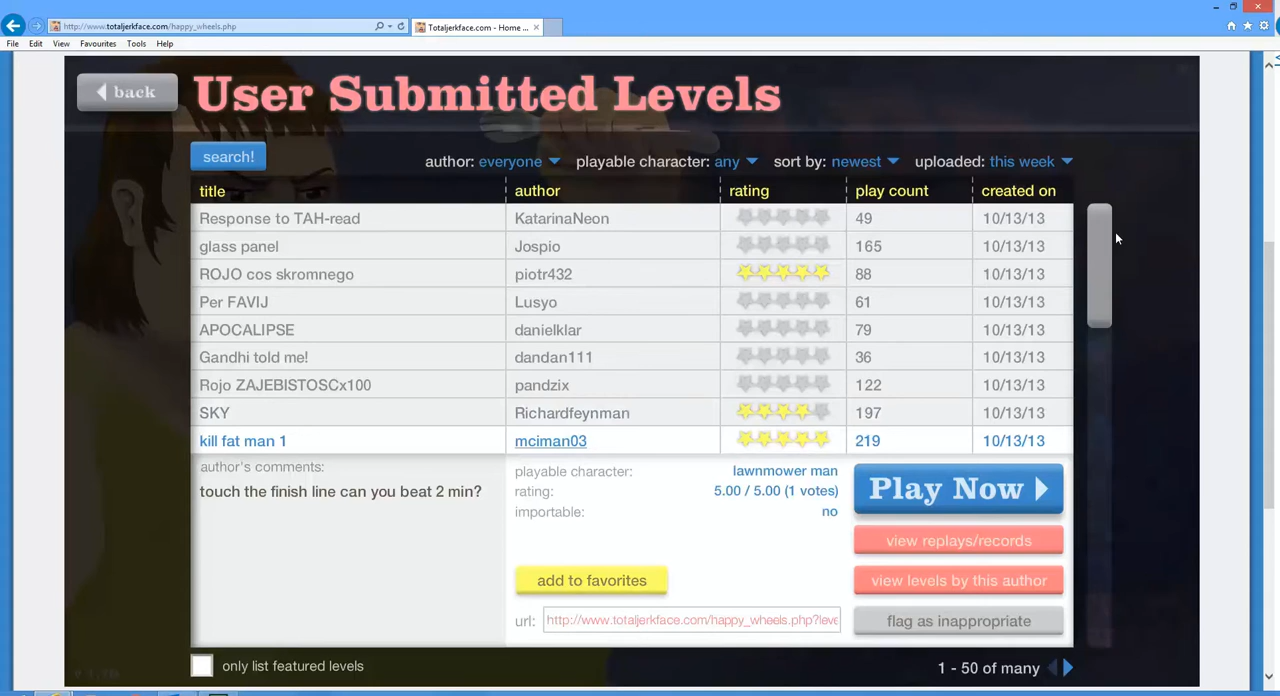 http://www.totaljerkface.com/happy_wheels.php
Totaljerkface.com - Home ...
File Edit View Favourites Tools Help
back
User Submitted Levels
search!
author: everyone playable character: any sort by: newest uploaded: this week
title author rating play count created on
Response to TAH-read KatarinaNeon 49 10/13/13
glass panel Jospio 165 10/13/13
ROJO cos skromnego piotr432 88 10/13/13
Per FAVIJ Lusyo 61 10/13/13
APOCALIPSE danielklar 79 10/13/13
Gandhi told me! dandan111 36 10/13/13
Rojo ZAJEBISTOSCx100 pandzix 122 10/13/13
SKY Richardfeynman 197 10/13/13
kill fat man 1 mciman03 219 10/13/13
author's comments:
touch the finish line can you beat 2 min?
playable character: lawnmower man
rating: 5.00 / 5.00 (1 votes)
importable: no
Play Now
view replays/records
add to favorites
view levels by this author
url: http://www.totaljerkface.com/happy_wheels.php?leve
flag as inappropriate
only list featured levels
1 - 50 of many